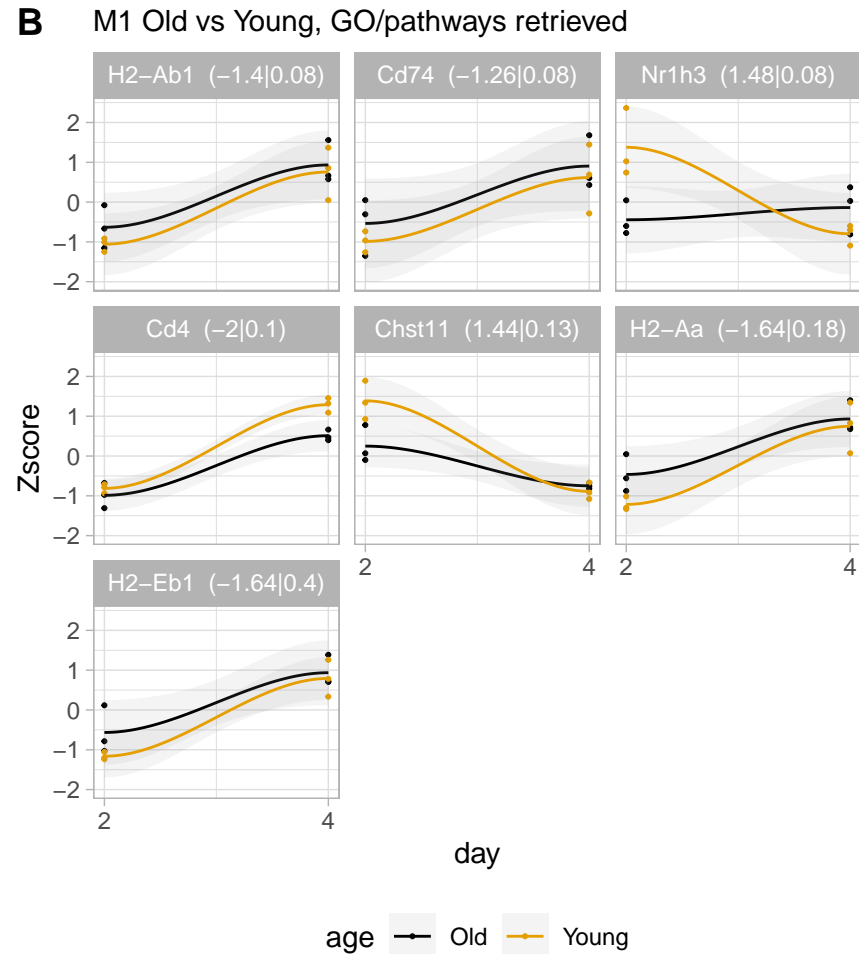 B M1 Old vs Young, GO/pathways retrieved
H2−Ab1 (−1.4|0.08) Cd74 (−1.26|0.08) Nr1h3 (1.48|0.08)
2
1
0
−1
−2
Cd4 (−2|0.1) Chst11 (1.44|0.13) H2−Aa (−1.64|0.18)
2
1
0
−1
−2
Zscore
2 4 2 4
H2−Eb1 (−1.64|0.4)
2
1
0
−1
−2
2 4
day
age Old Young